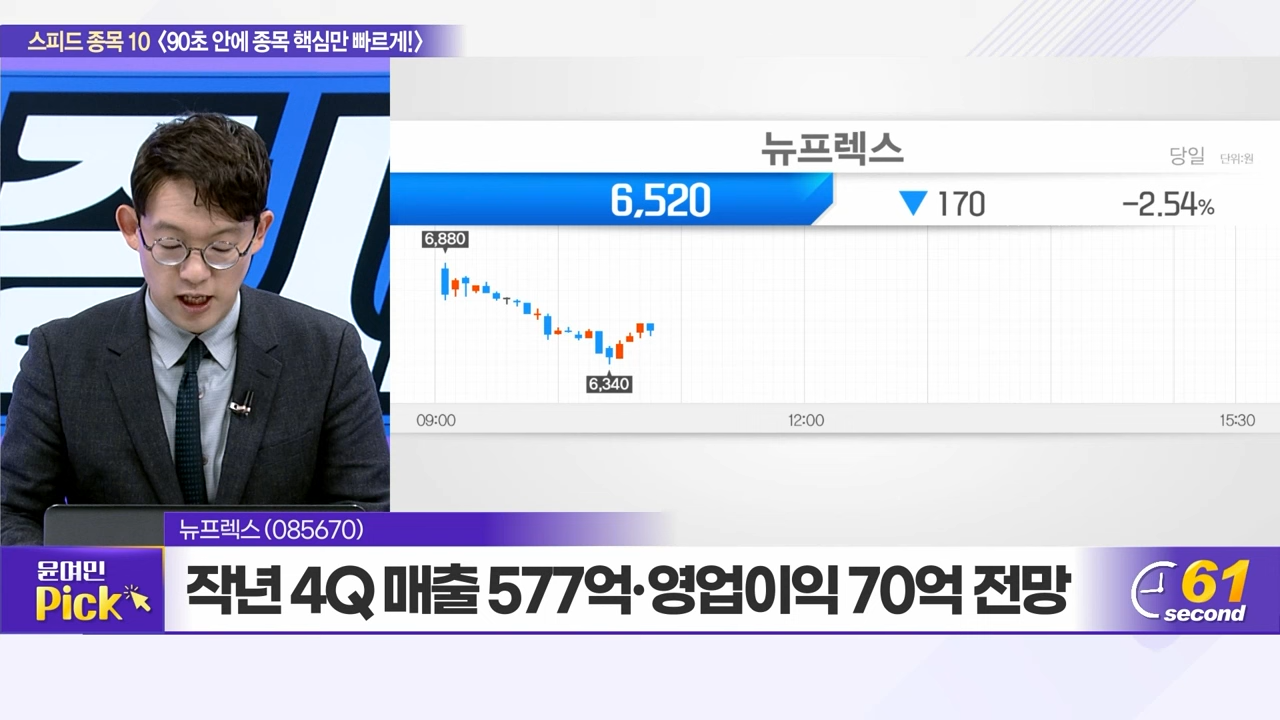 스피드 종목 10 〈90초 안에 종목 핵심만 빠르게!〉
뉴프렉스
당일 단위:원
6,520 ▼ 170 -2.54%
6,880
6,340
09:00 12:00 15:30
뉴프렉스 (085670)
윤여민
Pick
작년 4Q 매출 577억·영업이익 70억 전망
61
second